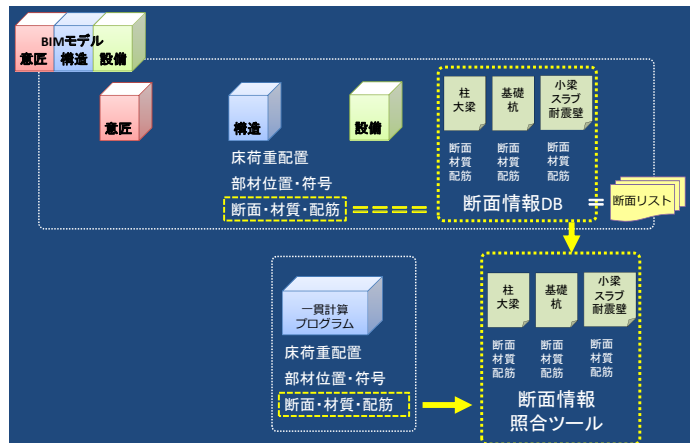 BIMモデル
意匠 構造 設備
意匠
構造
設備
床荷重配置
部材位置・符号
断面・材質・配筋
====
柱
大梁
基礎
杭
小梁
スラブ
耐震壁
断面
材質
配筋
断面
材質
配筋
断面
材質
配筋
断面情報DB
=
断面リスト
一貫計算
プログラム
床荷重配置
部材位置・符号
断面・材質・配筋
柱
大梁
基礎
杭
小梁
スラブ
耐震壁
断面
材質
配筋
断面
材質
配筋
断面
材質
配筋
断面情報
照合ツール